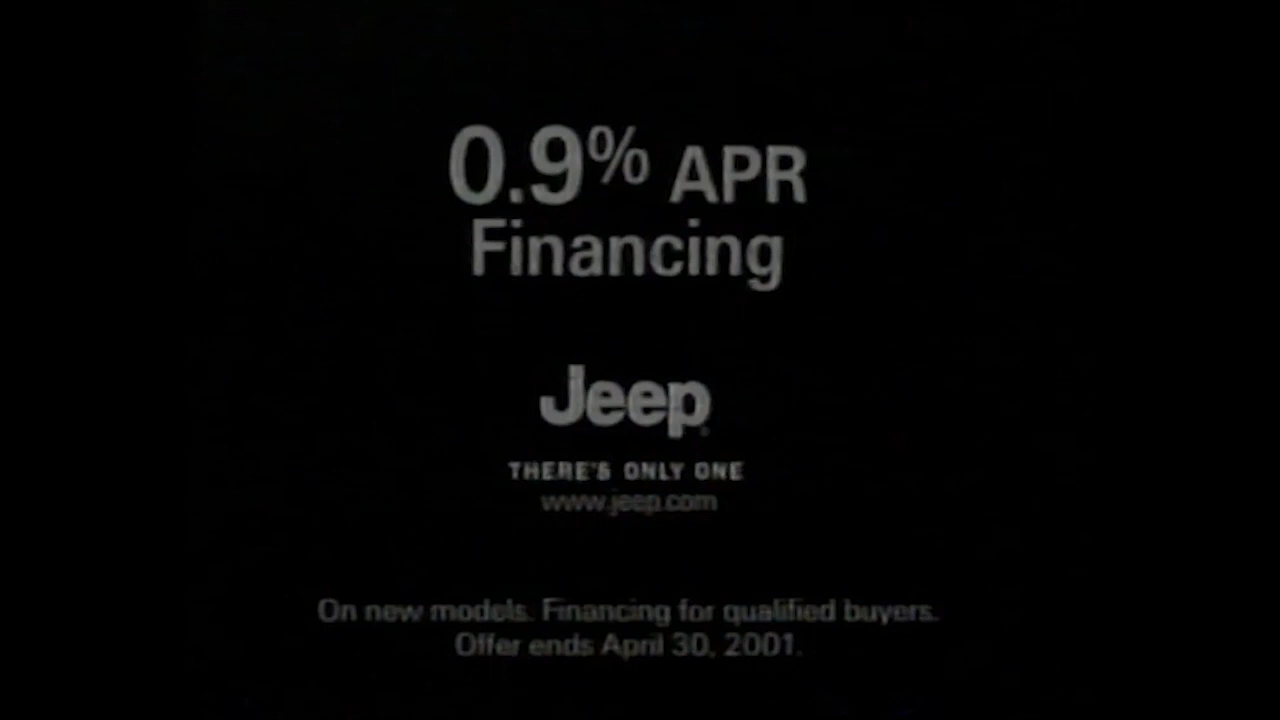 0.9% APR
Financing
Jeep
THERE'S ONLY ONE
www.jeep.com
On new models. Financing for qualified buyers.
Offer ends April 30, 2001.